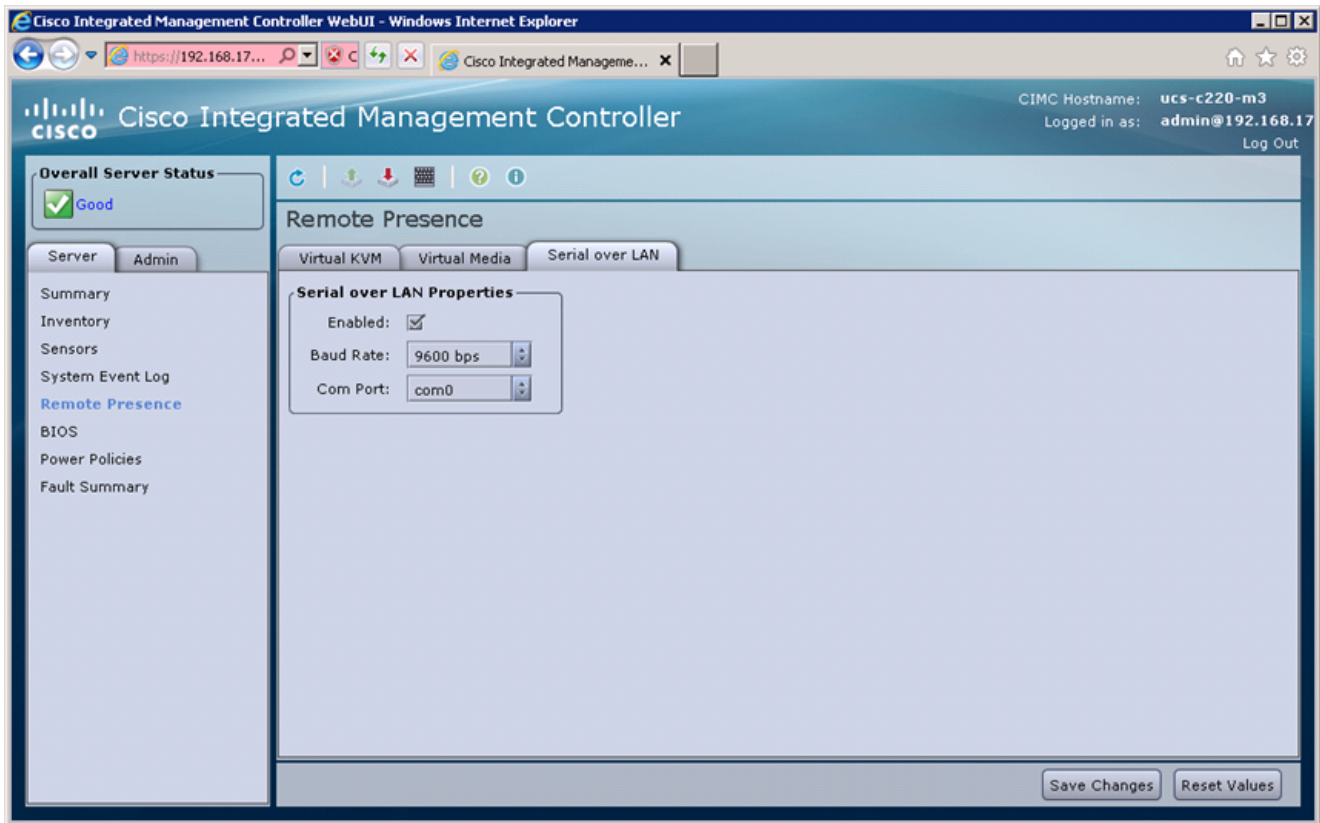 Cisco Integrated Management Controller WebUI - Windows Internet Explorer
https://192.168.17...
C
Cisco Integrated Manageme...
CISCO
Cisco Integrated Management Controller
CIMC Hostname: ucs-c220-m3
Logged in as: admin@192.168.17
Log Out
Overall Server Status
Good
Server
Admin
Summary
Inventory
Sensors
System Event Log
Remote Presence
BIOS
Power Policies
Fault Summary
Remote Presence
Virtual KVM
Virtual Media
Serial over LAN
Serial over LAN Properties
Enabled:
Baud Rate: 9600 bps
Com Port: com0
Save Changes
Reset Values